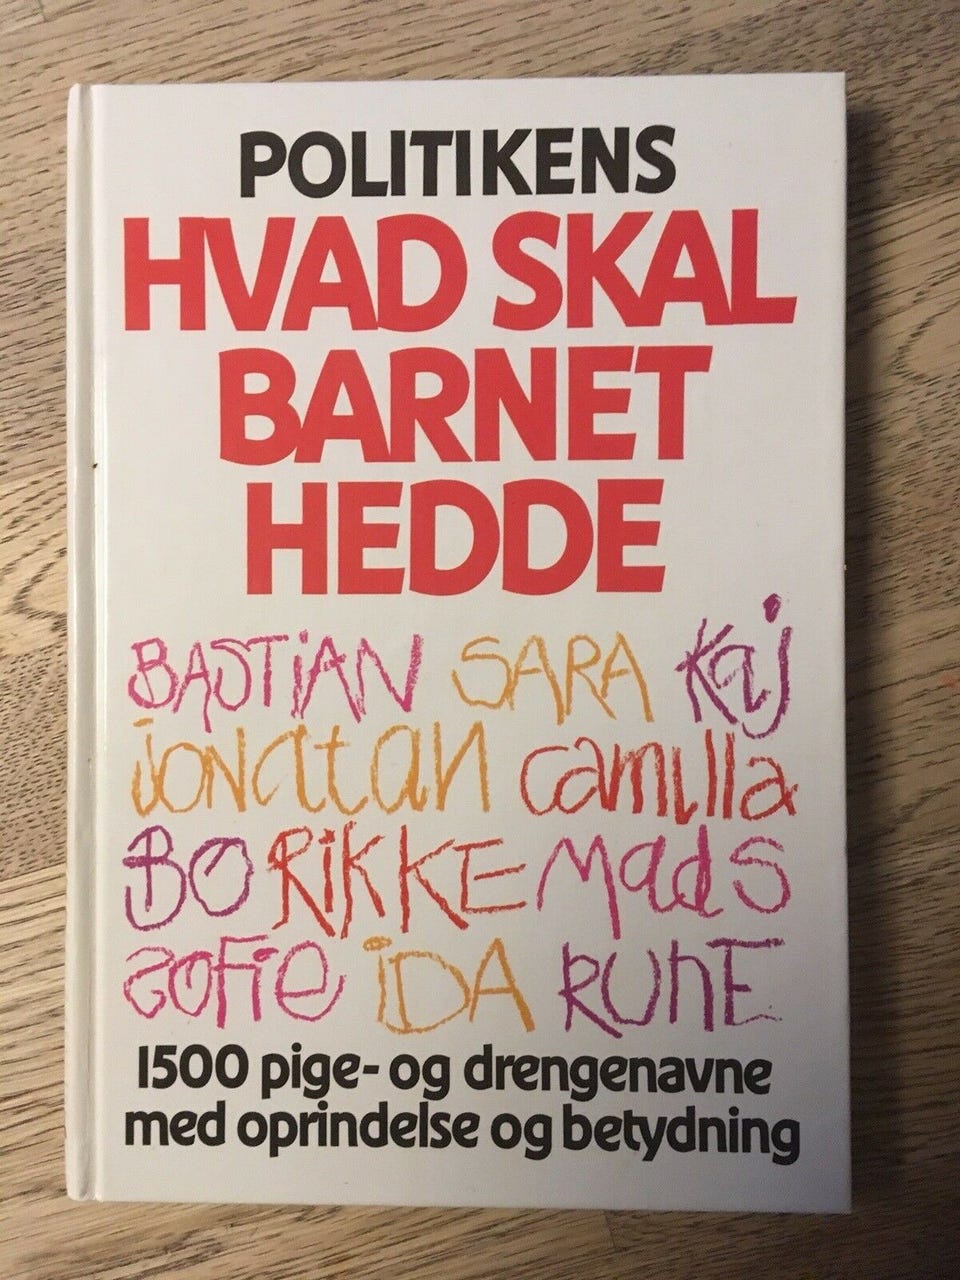 POLITIKENS
HVAD SKAL
BARNET
HEDDE
BASTiAN SARA Kaj
jonatan camilla
BO RiKKE Mads
Sofie iDA RUnE
1500 pige- og drengenavne
med oprindelse og betydning